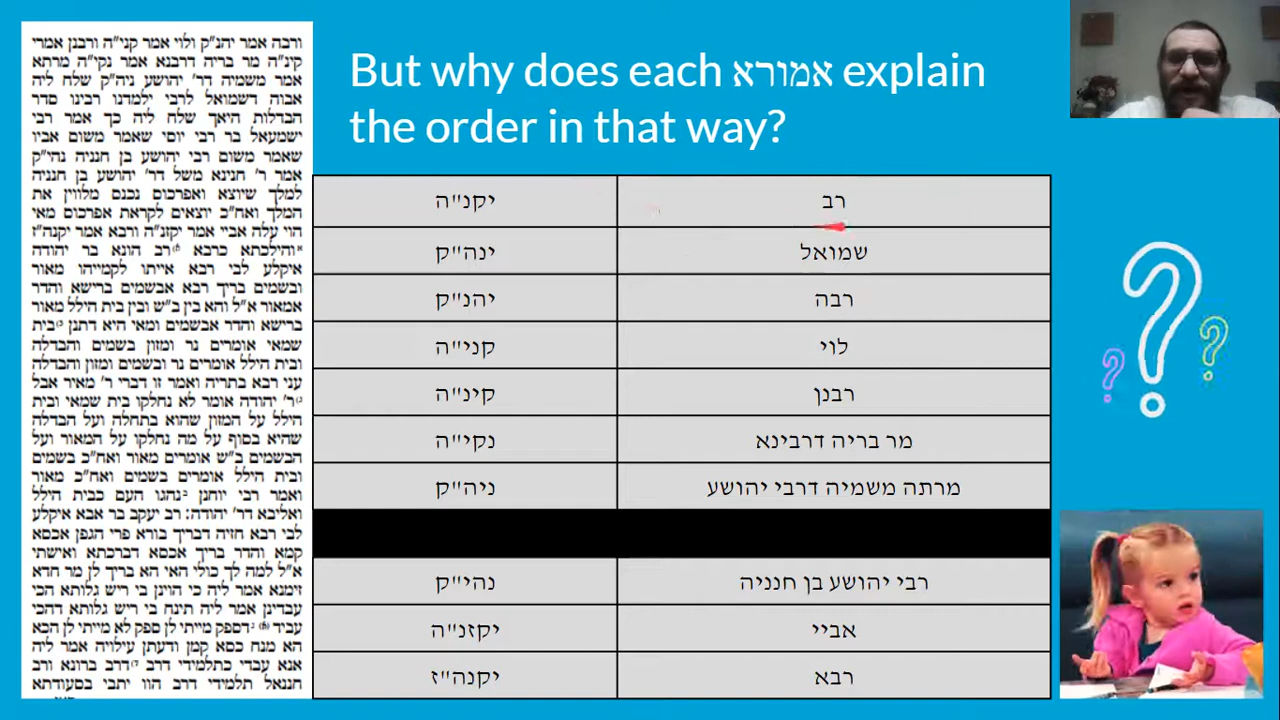 But why does each אמורא explain
the order in that way?
רב יקנ"ה
שמואל ינה"ק
רבה יהנ"ק
לוי קני"ה
רבנן קינ"ה
מר בריה דרבינא נקי"ה
מרתה משמיה דרבי יהושע ניה"ק
רבי יהושע בן חנניה נהי"ק
אביי יקזנ"ה
רבא יקנה"ז
ורבה אמר יהנ"ק ולוי אמר קני"ה ורבנן אמרי
קינ"ה מר בריה דרבנא אמר נקי"ה מרתא
אמר משמיה דר' יהושע ניה"ק שלח ליה
אבוה דשמואל לרבי ילמדנו רבינו סדר
הבדלות היאך שלח ליה כך אמר רבי
ישמעאל בר רבי יוסי שאמר משום אביו
שאמר משום רבי יהושע בן חנניה נהי"ק
אמר ר' חנינא משל דר' יהושע בן חנניה
למלך שיוצא ואפרכוס נכנס מלוין את
המלך ואח"כ יוצאים לקראת אפרכוס מאי
הוי עלה אביי אמר יקזנ"ה ורבא אמר יקנה"ז
והילכתא כרבא רב הונא בר יהודה
איקלע לבי רבא אייתו לקמייהו מאור
ובשמים בריך רבא אבשמים ברישא והדר
אמאור א"ל והא בין ב"ש ובין בית הלל מאור
ברישא והדר אבשמים ומאי היא דתנן בית
שמאי אומרים נר ומזון בשמים והבדלה
ובית הלל אומרים נר ובשמים ומזון והבדלה
עני רבא בתריה ואמר זו דברי ר' מאיר אבל
ר' יהודה אומר לא נחלקו בית שמאי ובית
הילל על המזון שהוא בתחלה ועל הבדלה
שהיא בסוף על מה נחלקו על המאור ועל
הבשמים ב"ש אומרים מאור ואח"כ בשמים
ובית הלל אומרים בשמים ואח"כ מאור
ואמר רבי יוחנן נהגו העם כבית הלל
ואליבא דר' יהודה: רב יעקב בר אבא איקלע
לבי רבא חזיה דבריך בורא פרי הגפן אכסא
קמא והדר בריך אכסא דברכתא ואישתי
א"ל למה לך כולי האי הא בריך לן מר חדא
זימנא אמר ליה כי הוינן בי ריש גלותא הכי
עבדינן אמר ליה תינח בי ריש גלותא דהכי
עביד דספק מייתי לן ספק לא מייתי לן הכא
הא מנח כסא קמן ודעתן עילויה אמר ליה
אנא עבדי כתלמידי דרב דרב ברונא ורב
חננאל תלמידי דרב הוו יתבי בסעודתא